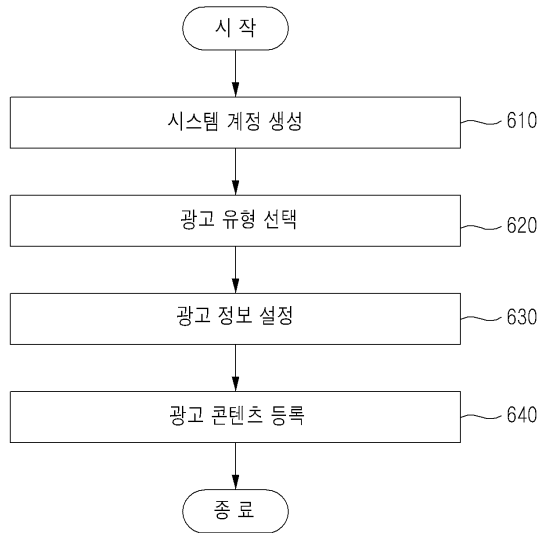 시 작
시스템 계정 생성
610
광고 유형 선택
620
광고 정보 설정
630
광고 콘텐츠 등록
640
종 료